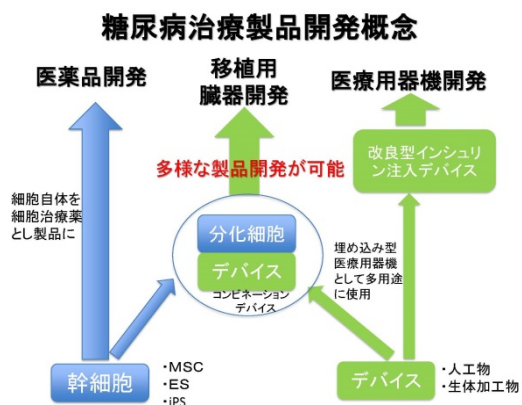 糖尿病治療製品開発概念
医薬品開発
移植用
臓器開発
医療用器機開発
多様な製品開発が可能
改良型インシュリ
ン注入デバイス
細胞自体を
細胞治療薬
とし製品に
分化細胞
デバイス
コンビネーション
デバイス
埋め込み型
医療用器機
として多用途
に使用
幹細胞
・MSC
・ES
・iPS
デバイス
・人工物
・生体加工物